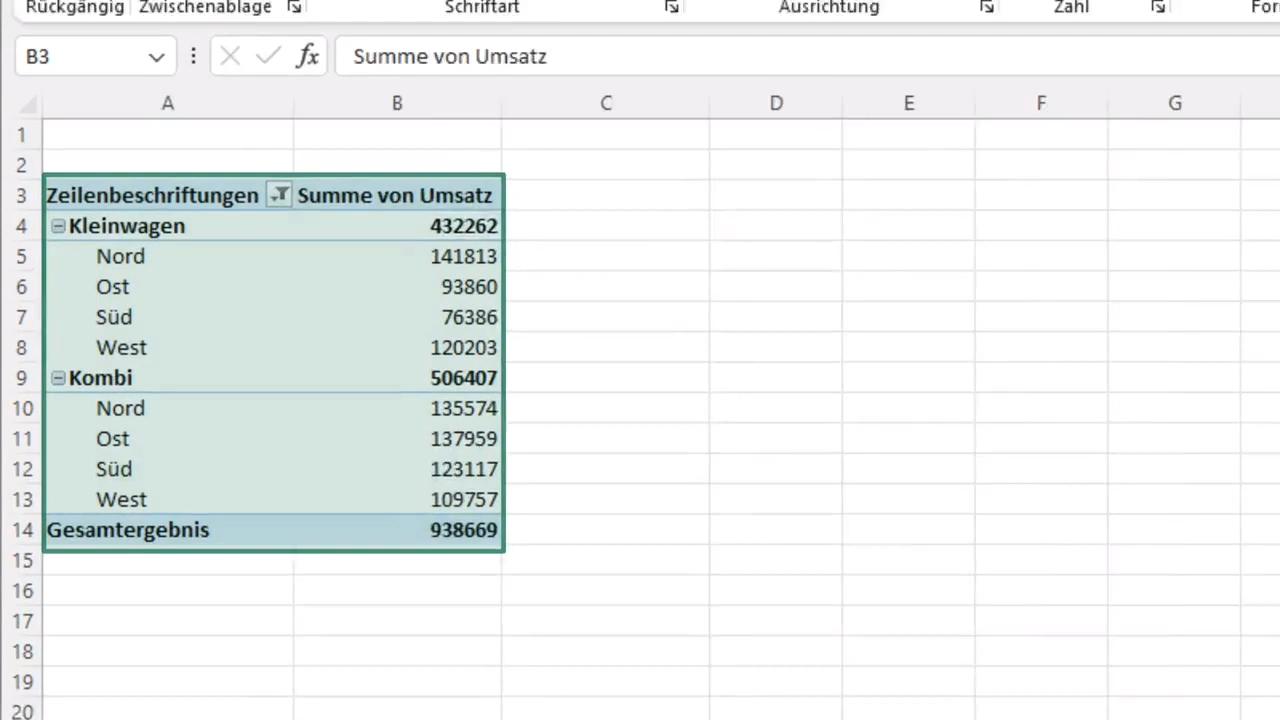 Rückgängig Zwischenablage Schriftart Ausrichtung Zahl
B3 fx Summe von Umsatz
A B C D E F G
1
2
3 Zeilenbeschriftungen Summe von Umsatz
4 Kleinwagen 432262
5 Nord 141813
6 Ost 93860
7 Süd 76386
8 West 120203
9 Kombi 506407
10 Nord 135574
11 Ost 137959
12 Süd 123117
13 West 109757
14 Gesamtergebnis 938669
15
16
17
18
19
20